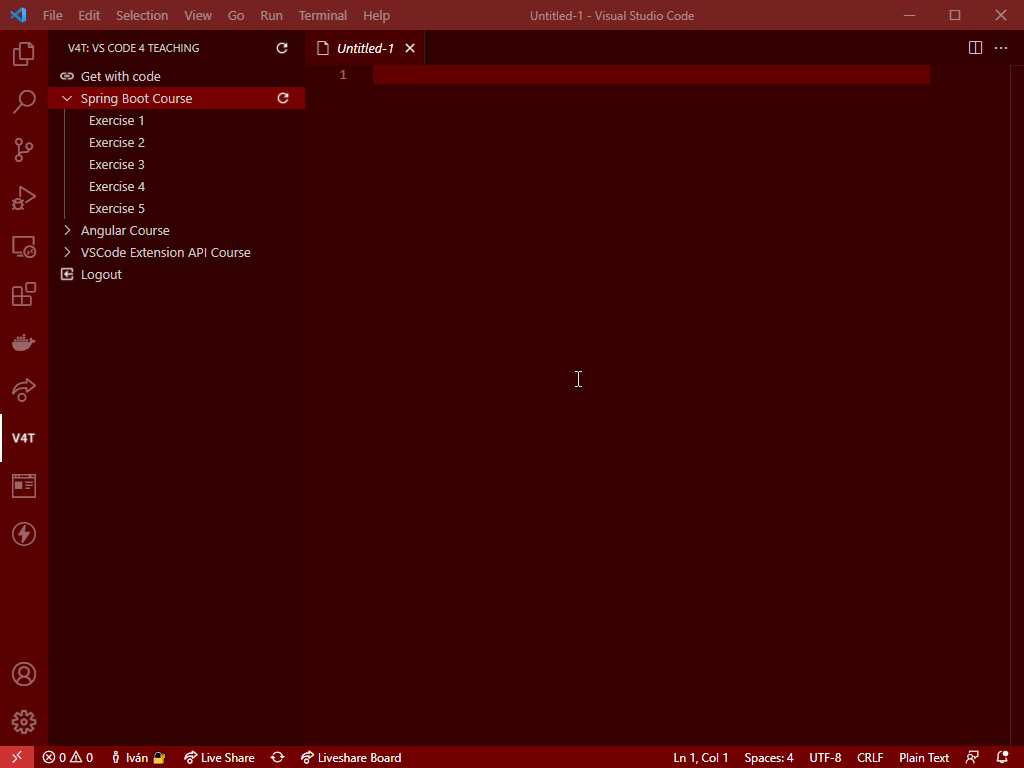 File Edit Selection View Go Run Terminal Help Untitled-1 - Visual Studio Code
V4T: VS CODE 4 TEACHING
Untitled-1
1
Get with code
Spring Boot Course
Exercise 1
Exercise 2
Exercise 3
Exercise 4
Exercise 5
Angular Course
VSCode Extension API Course
Logout
V4T
0 0 Iván Live Share Liveshare Board Ln 1, Col 1 Spaces: 4 UTF-8 CRLF Plain Text